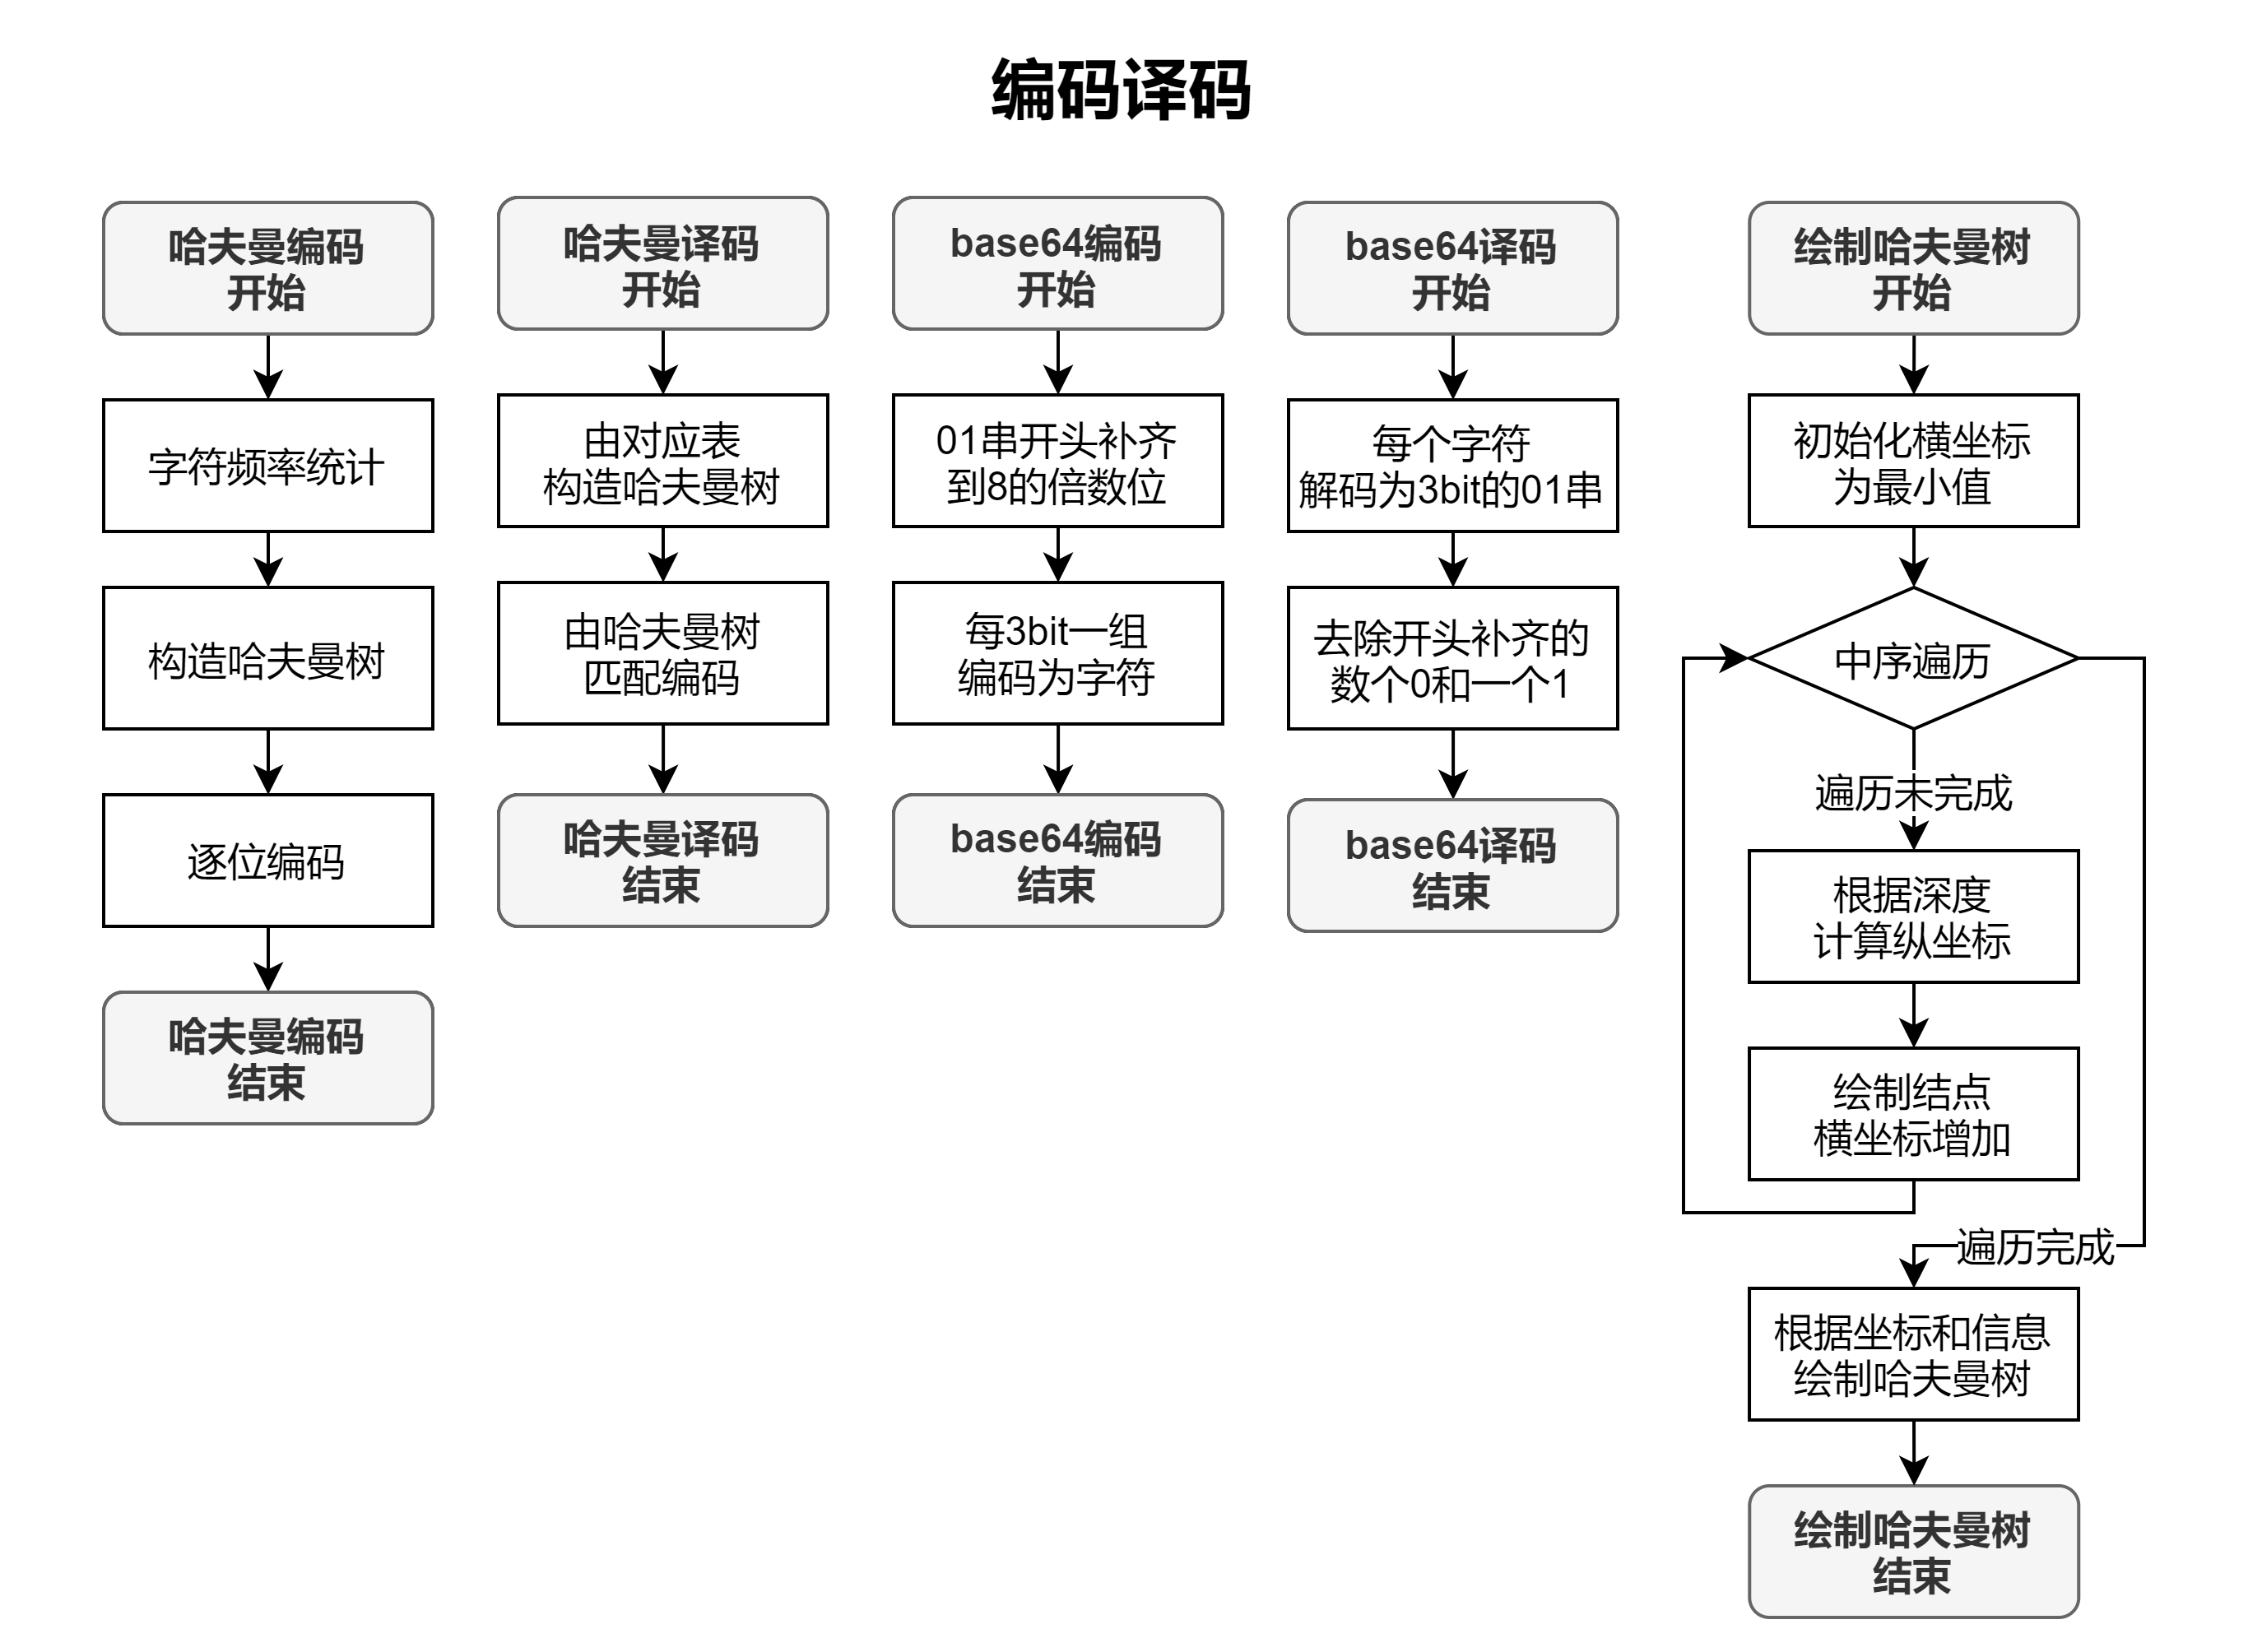 编码译码
哈夫曼编码
开始
字符频率统计
构造哈夫曼树
逐位编码
哈夫曼编码
结束
哈夫曼译码
开始
由对应表
构造哈夫曼树
由哈夫曼树
匹配编码
哈夫曼译码
结束
base64编码
开始
01串开头补齐
到8的倍数位
每3bit一组
编码为字符
base64编码
结束
base64译码
开始
每个字符
解码为3bit的01串
去除开头补齐的
数个0和一个1
base64译码
结束
绘制哈夫曼树
开始
初始化横坐标
为最小值
中序遍历
遍历未完成
根据深度
计算纵坐标
绘制结点
横坐标增加
遍历完成
根据坐标和信息
绘制哈夫曼树
绘制哈夫曼树
结束